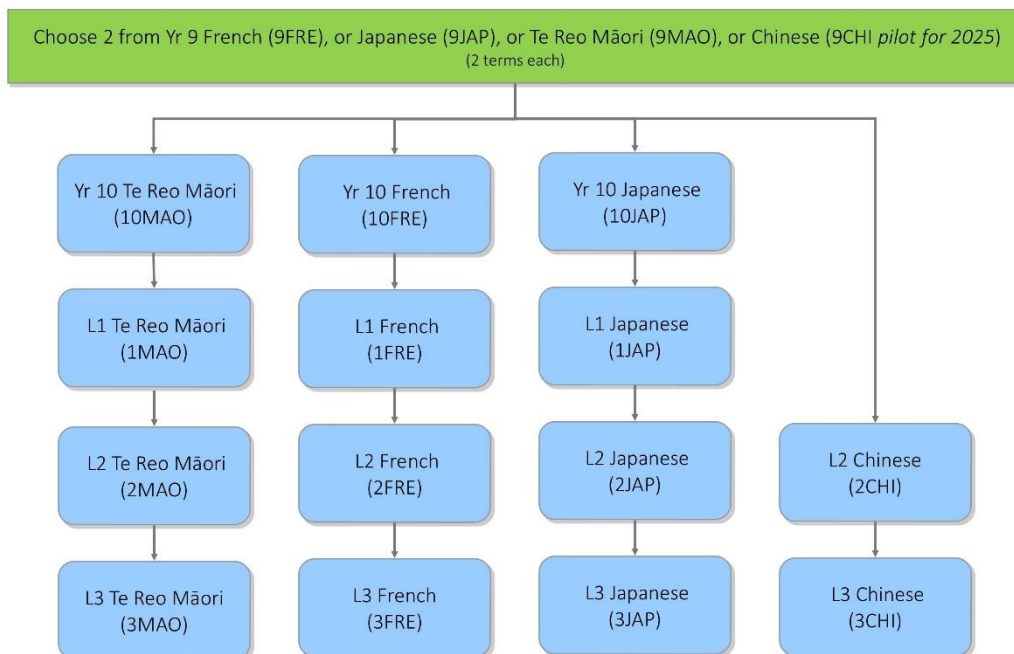 Choose 2 from Yr 9 French (9FRE), or Japanese (9JAP), or Te Reo Māori (9MAO), or Chinese (9CHI pilot for 2025)
(2 terms each)
Yr 10 Te Reo Māori
(10MAO)
Yr 10 French
(10FRE)
Yr 10 Japanese
(10JAP)
L1 Te Reo Māori
(1MAO)
L1 French
(1FRE)
L1 Japanese
(1JAP)
L2 Te Reo Māori
(2MAO)
L2 French
(2FRE)
L2 Japanese
(2JAP)
L2 Chinese
(2CHI)
L3 Te Reo Māori
(3MAO)
L3 French
(3FRE)
L3 Japanese
(3JAP)
L3 Chinese
(3CHI)